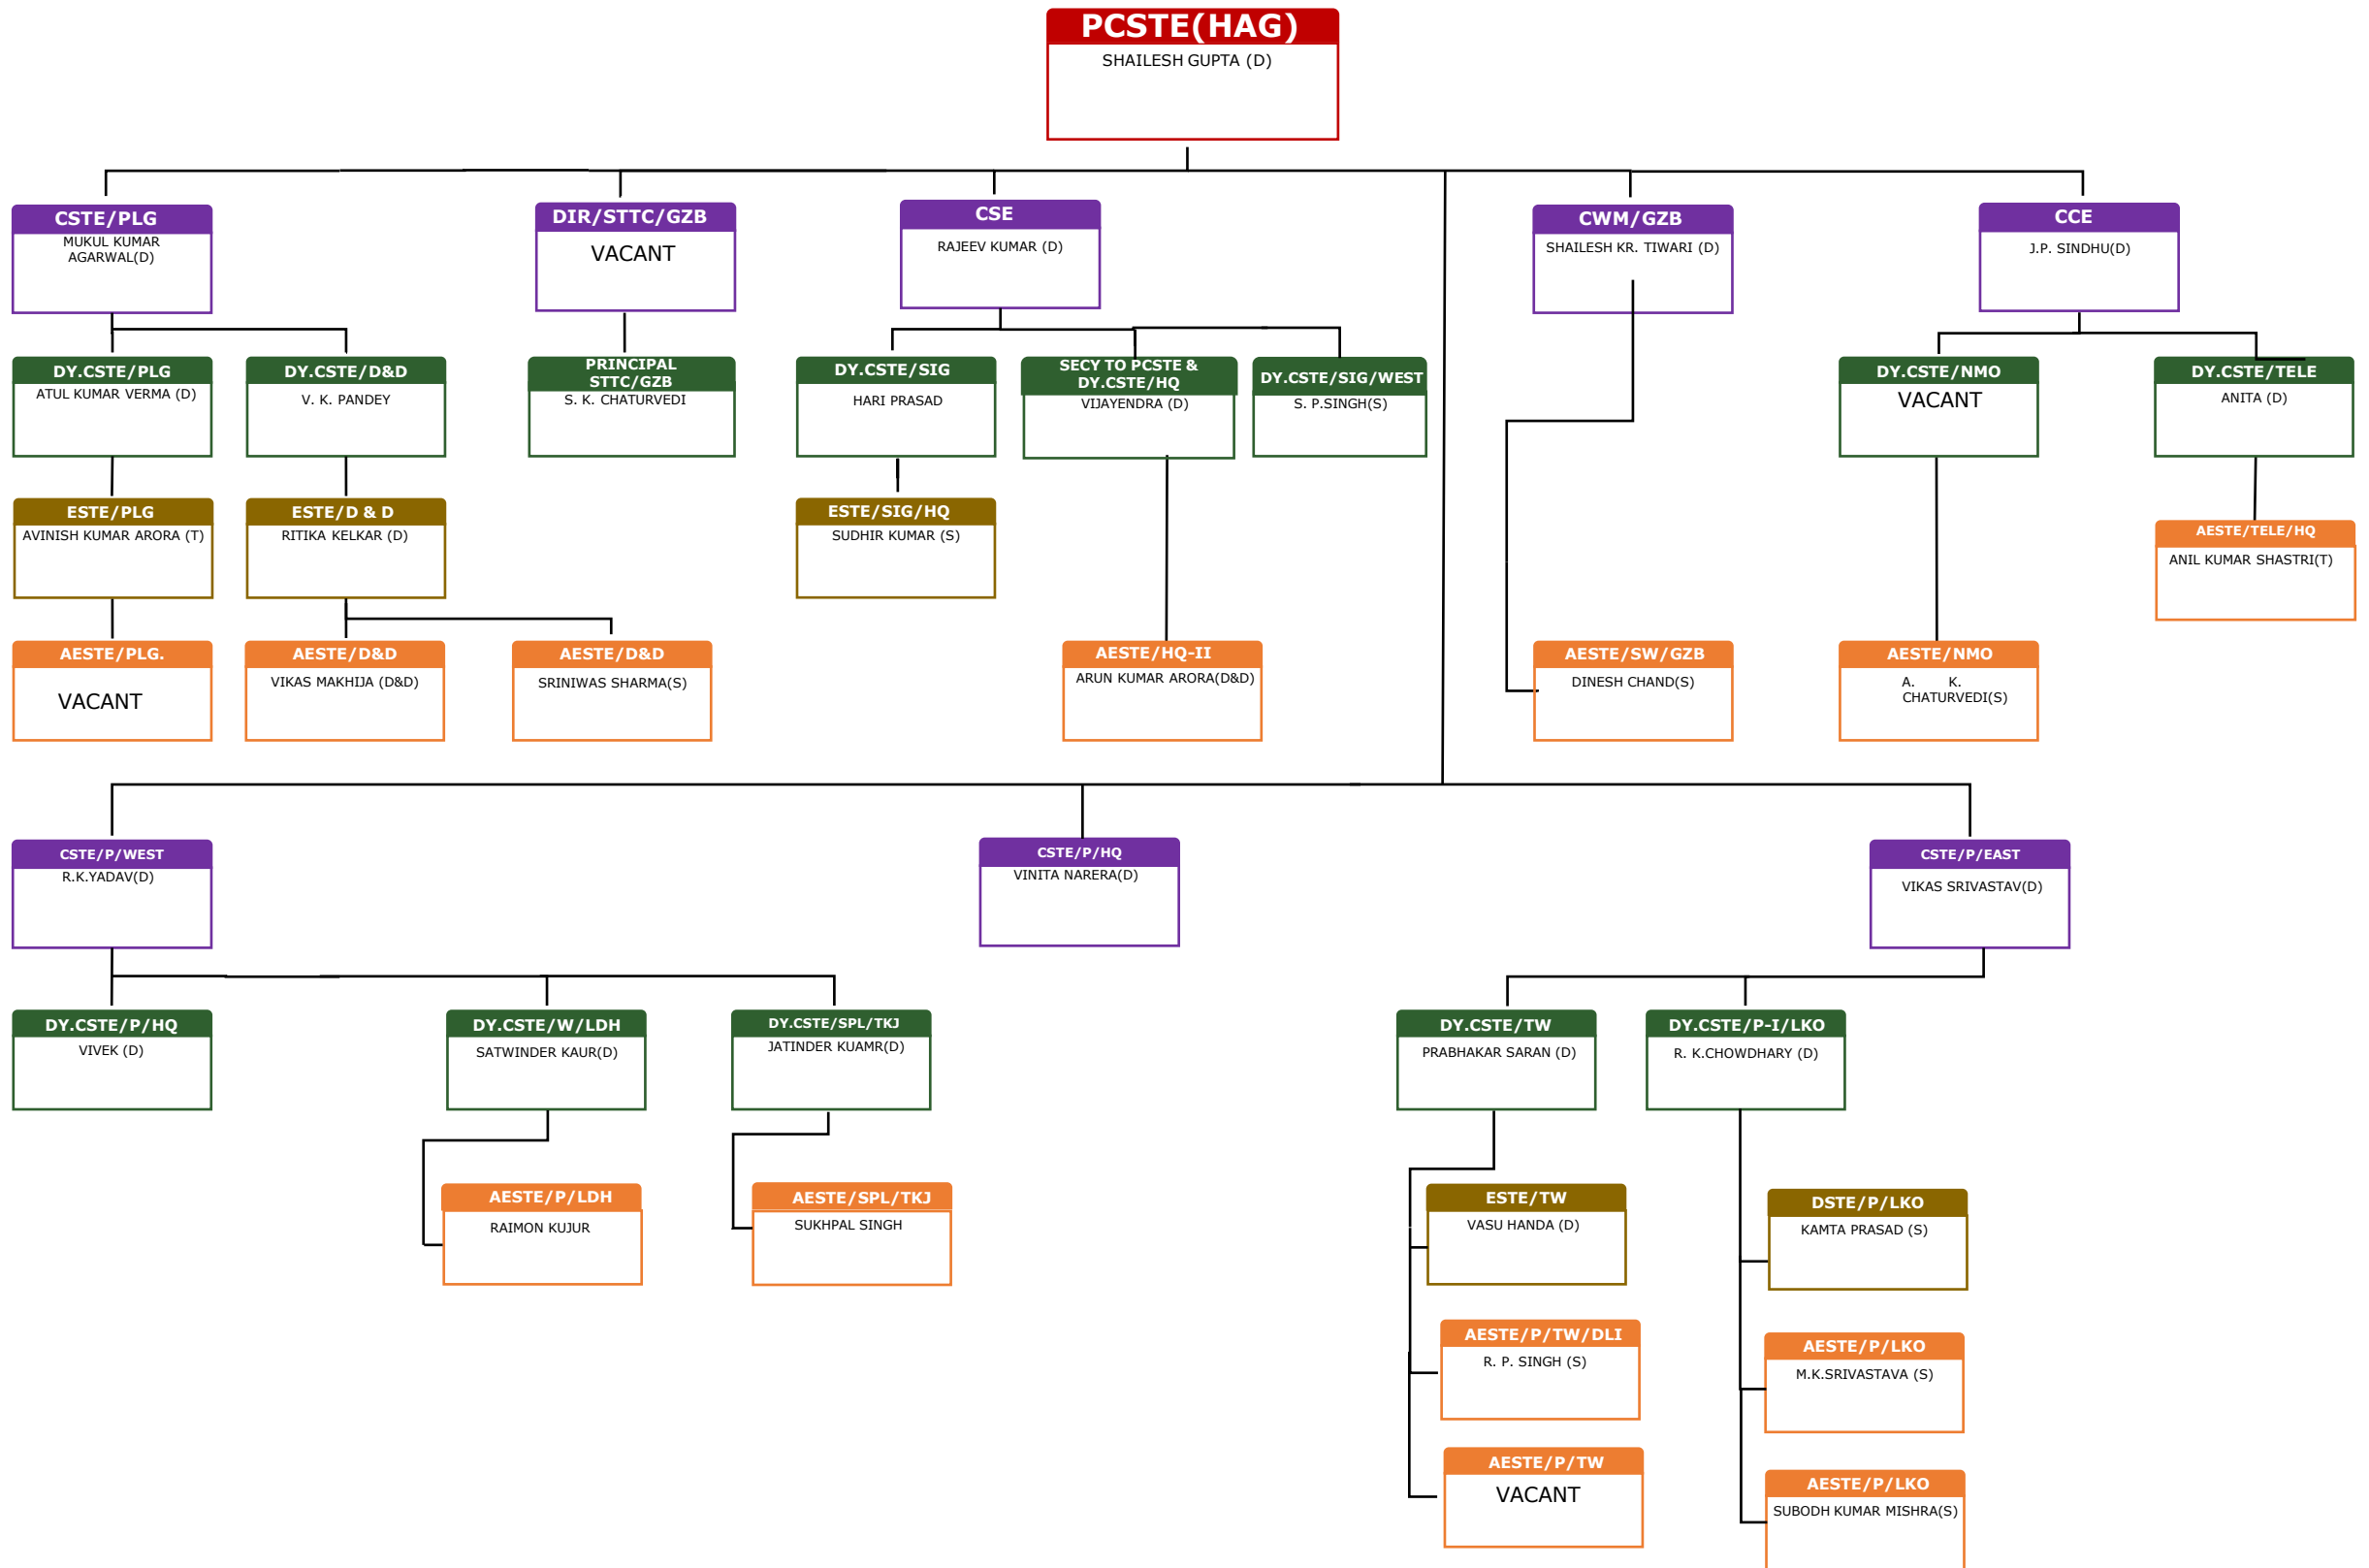 PCSTE(HAG)
SHAILESH GUPTA (D)
CSTE/PLG
MUKUL KUMAR
AGARWAL(D)
DIR/STTC/GZB
VACANT
CSE
RAJEEV KUMAR (D)
CWM/GZB
SHAILESH KR. TIWARI (D)
CCE
J.P. SINDHU(D)
DY.CSTE/PLG
ATUL KUMAR VERMA (D)
DY.CSTE/D&D
V. K. PANDEY
PRINCIPAL
STTC/GZB
S. K. CHATURVEDI
DY.CSTE/SIG
HARI PRASAD
SECY TO PCSTE &
DY.CSTE/HQ
VIJAYENDRA (D)
DY.CSTE/SIG/WEST
S. P.SINGH(S)
DY.CSTE/NMO
VACANT
DY.CSTE/TELE
ANITA (D)
ESTE/PLG
AVINISH KUMAR ARORA (T)
ESTE/D & D
RITIKA KELKAR (D)
ESTE/SIG/HQ
SUDHIR KUMAR (S)
AESTE/TELE/HQ
ANIL KUMAR SHASTRI(T)
AESTE/PLG.
VACANT
AESTE/D&D
VIKAS MAKHIJA (D&D)
AESTE/D&D
SRINIWAS SHARMA(S)
AESTE/HQ-II
ARUN KUMAR ARORA(D&D)
AESTE/SW/GZB
DINESH CHAND(S)
AESTE/NMO
A. K.
CHATURVEDI(S)
CSTE/P/WEST
R.K.YADAV(D)
CSTE/P/HQ
VINITA NARERA(D)
CSTE/P/EAST
VIKAS SRIVASTAV(D)
DY.CSTE/P/HQ
VIVEK (D)
DY.CSTE/W/LDH
SATWINDER KAUR(D)
DY.CSTE/SPL/TKJ
JATINDER KUAMR(D)
DY.CSTE/TW
PRABHAKAR SARAN (D)
DY.CSTE/P-I/LKO
R. K.CHOWDHARY (D)
AESTE/P/LDH
RAIMON KUJUR
AESTE/SPL/TKJ
SUKHPAL SINGH
ESTE/TW
VASU HANDA (D)
DSTE/P/LKO
KAMTA PRASAD (S)
AESTE/P/TW/DLI
R. P. SINGH (S)
AESTE/P/LKO
M.K.SRIVASTAVA (S)
AESTE/P/TW
VACANT
AESTE/P/LKO
SUBODH KUMAR MISHRA(S)